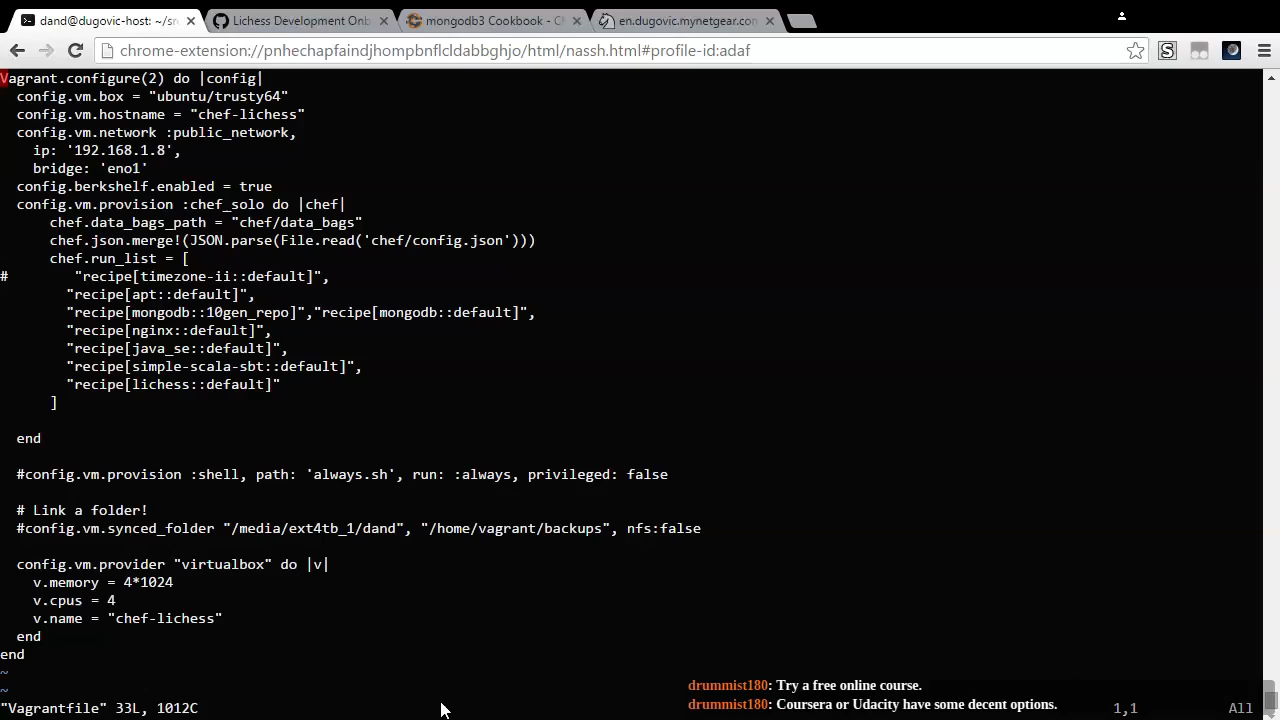 dand@dugovic-host: ~/sr
Lichess Development Onb
mongodb3 Cookbook - C
en.dugovic.mynetgear.com
chrome-extension://pnhechapfaindjhompbnflcldabbghjo/html/nassh.html#profile-id:adaf
Vagrant.configure(2) do |config|
  config.vm.box = "ubuntu/trusty64"
  config.vm.hostname = "chef-lichess"
  config.vm.network :public_network,
    ip: '192.168.1.8',
    bridge: 'eno1'
  config.berkshelf.enabled = true
  config.vm.provision :chef_solo do |chef|
      chef.data_bags_path = "chef/data_bags"
      chef.json.merge!(JSON.parse(File.read('chef/config.json')))
      chef.run_list = [
#        "recipe[timezone-ii::default]",
        "recipe[apt::default]",
        "recipe[mongodb::10gen_repo]","recipe[mongodb::default]",
        "recipe[nginx::default]",
        "recipe[java_se::default]",
        "recipe[simple-scala-sbt::default]",
        "recipe[lichess::default]"
      ]
  end
  #config.vm.provision :shell, path: 'always.sh', run: :always, privileged: false
  # Link a folder!
  #config.vm.synced_folder "/media/ext4tb_1/dand", "/home/vagrant/backups", nfs:false
  config.vm.provider "virtualbox" do |v|
    v.memory = 4*1024
    v.cpus = 4
    v.name = "chef-lichess"
  end
end
~
~
drummist180: Try a free online course.
drummist180: Coursera or Udacity have some decent options.
"Vagrantfile" 33L, 1012C
1,1
All